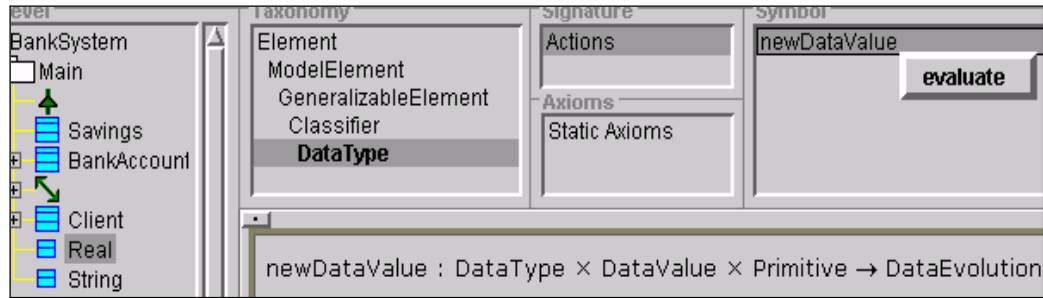 Taxonomy
Signature
Symbol
BankSystem
Main
Savings
BankAccount
Client
Real
String
Element
ModelElement
GeneralizableElement
Classifier
DataType
Actions
Axioms
Static Axioms
newDataValue
evaluate
newDataValue : DataType × DataValue × Primitive → DataEvolution